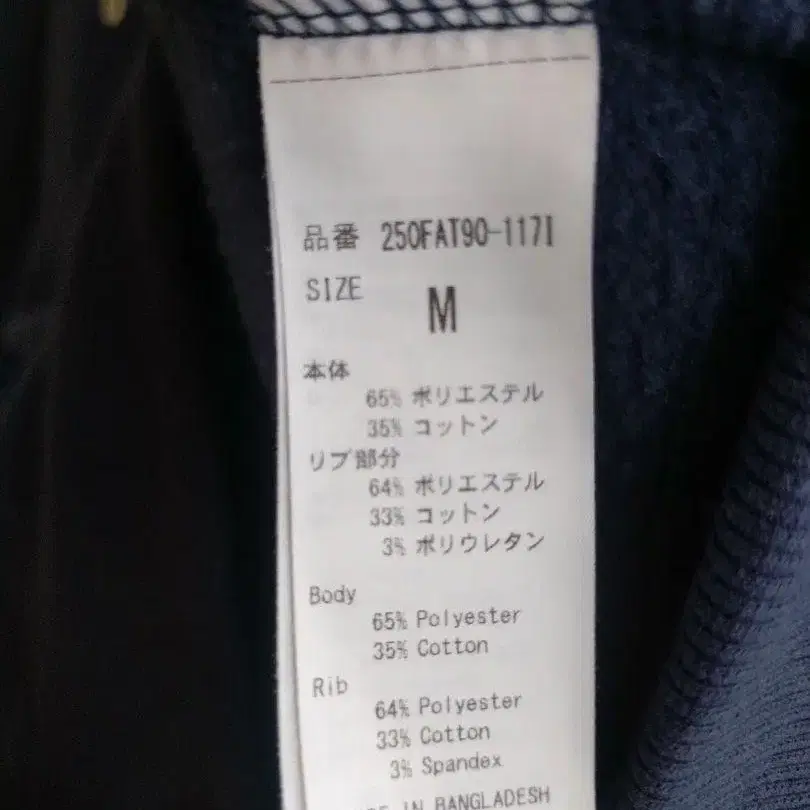 品番 250FAT90-117I
SIZE
M
本体
65% ポリエステル
35% コットン
リブ部分
64% ポリエステル
33% コットン
3% ポリウレタン
Body
65% Polyester
35% Cotton
Rib
64% Polyester
33% Cotton
3% Spandex
IN BANGLADESH